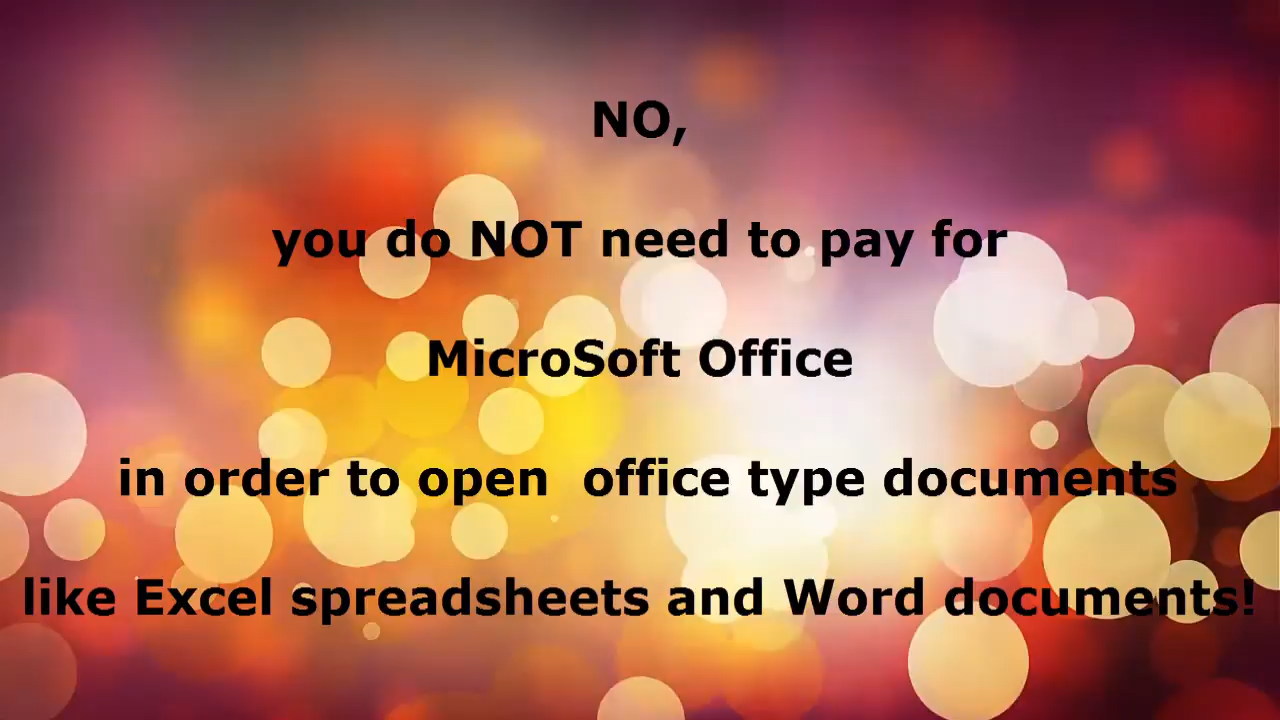 NO,
you do NOT need to pay for
MicroSoft Office
in order to open  office type documents
like Excel spreadsheets and Word documents!